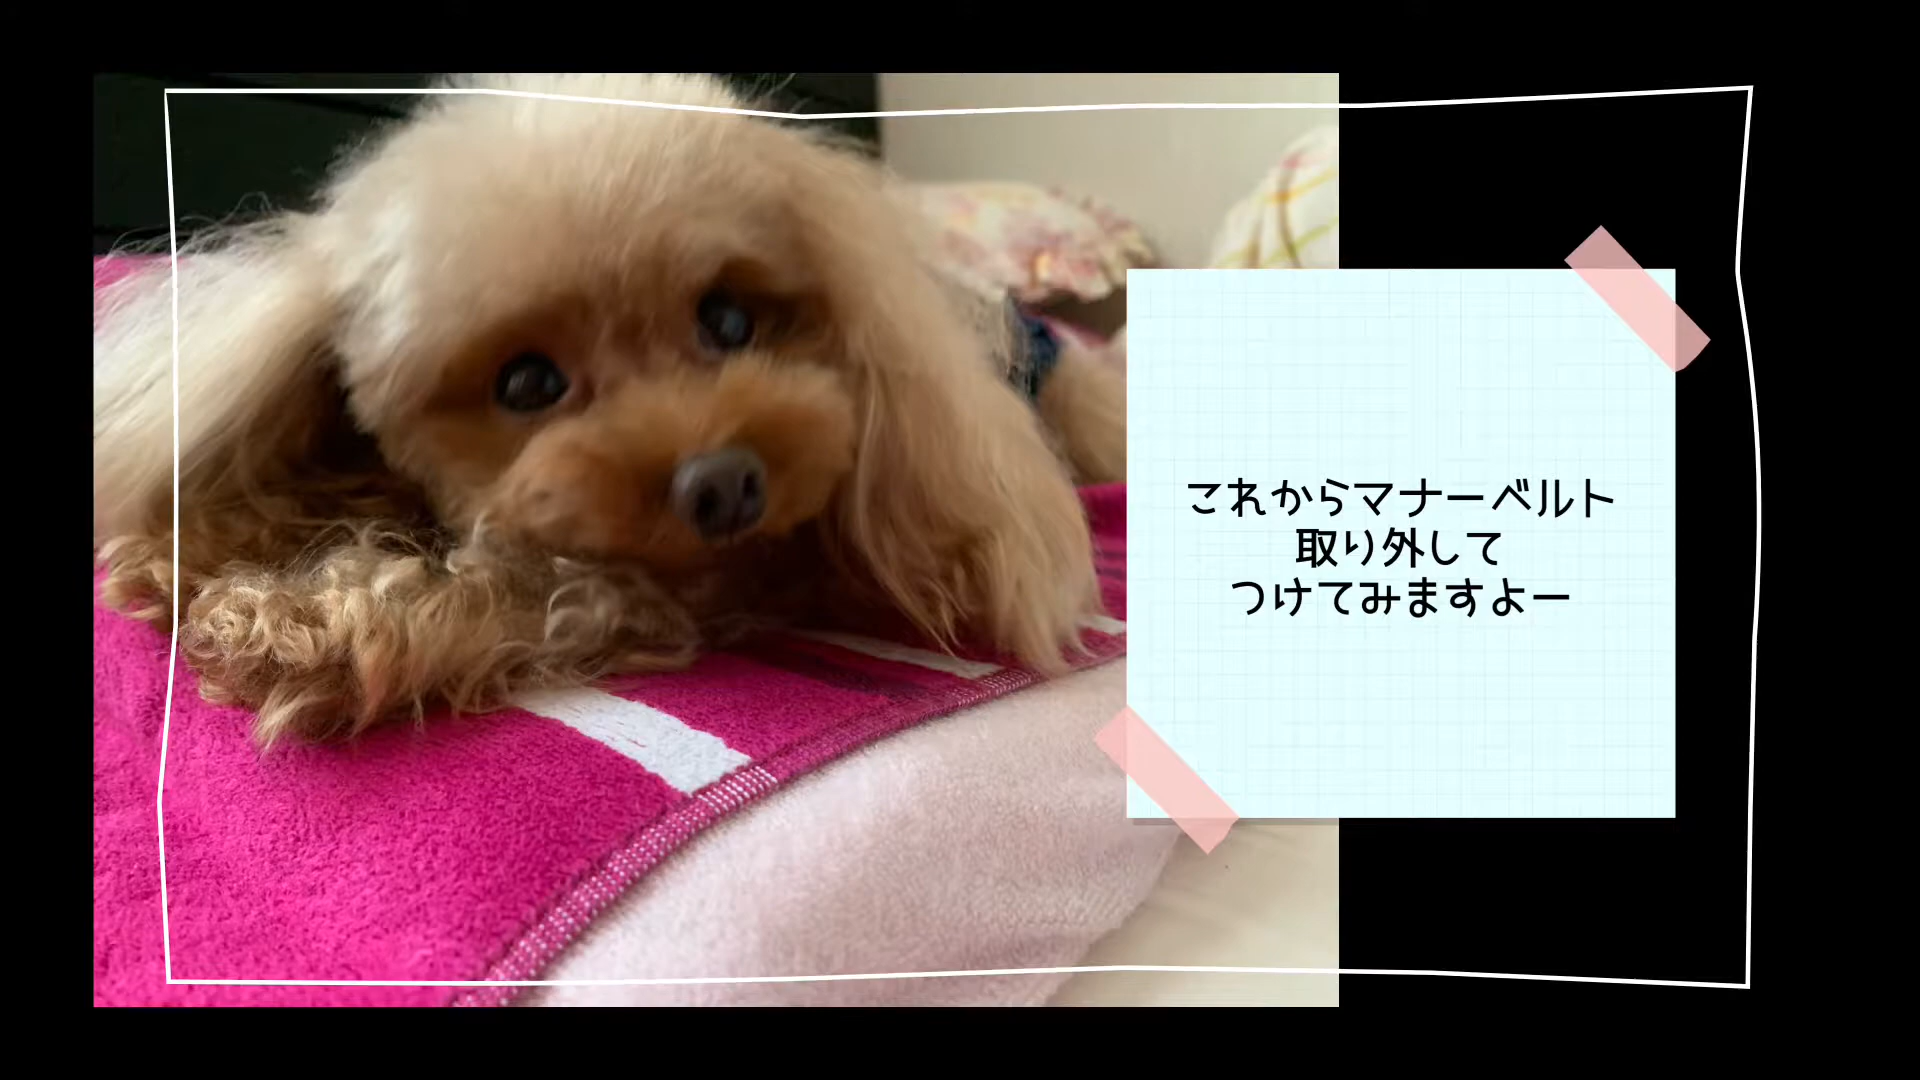 これからマナーベルト
取り外して
つけてみますよー